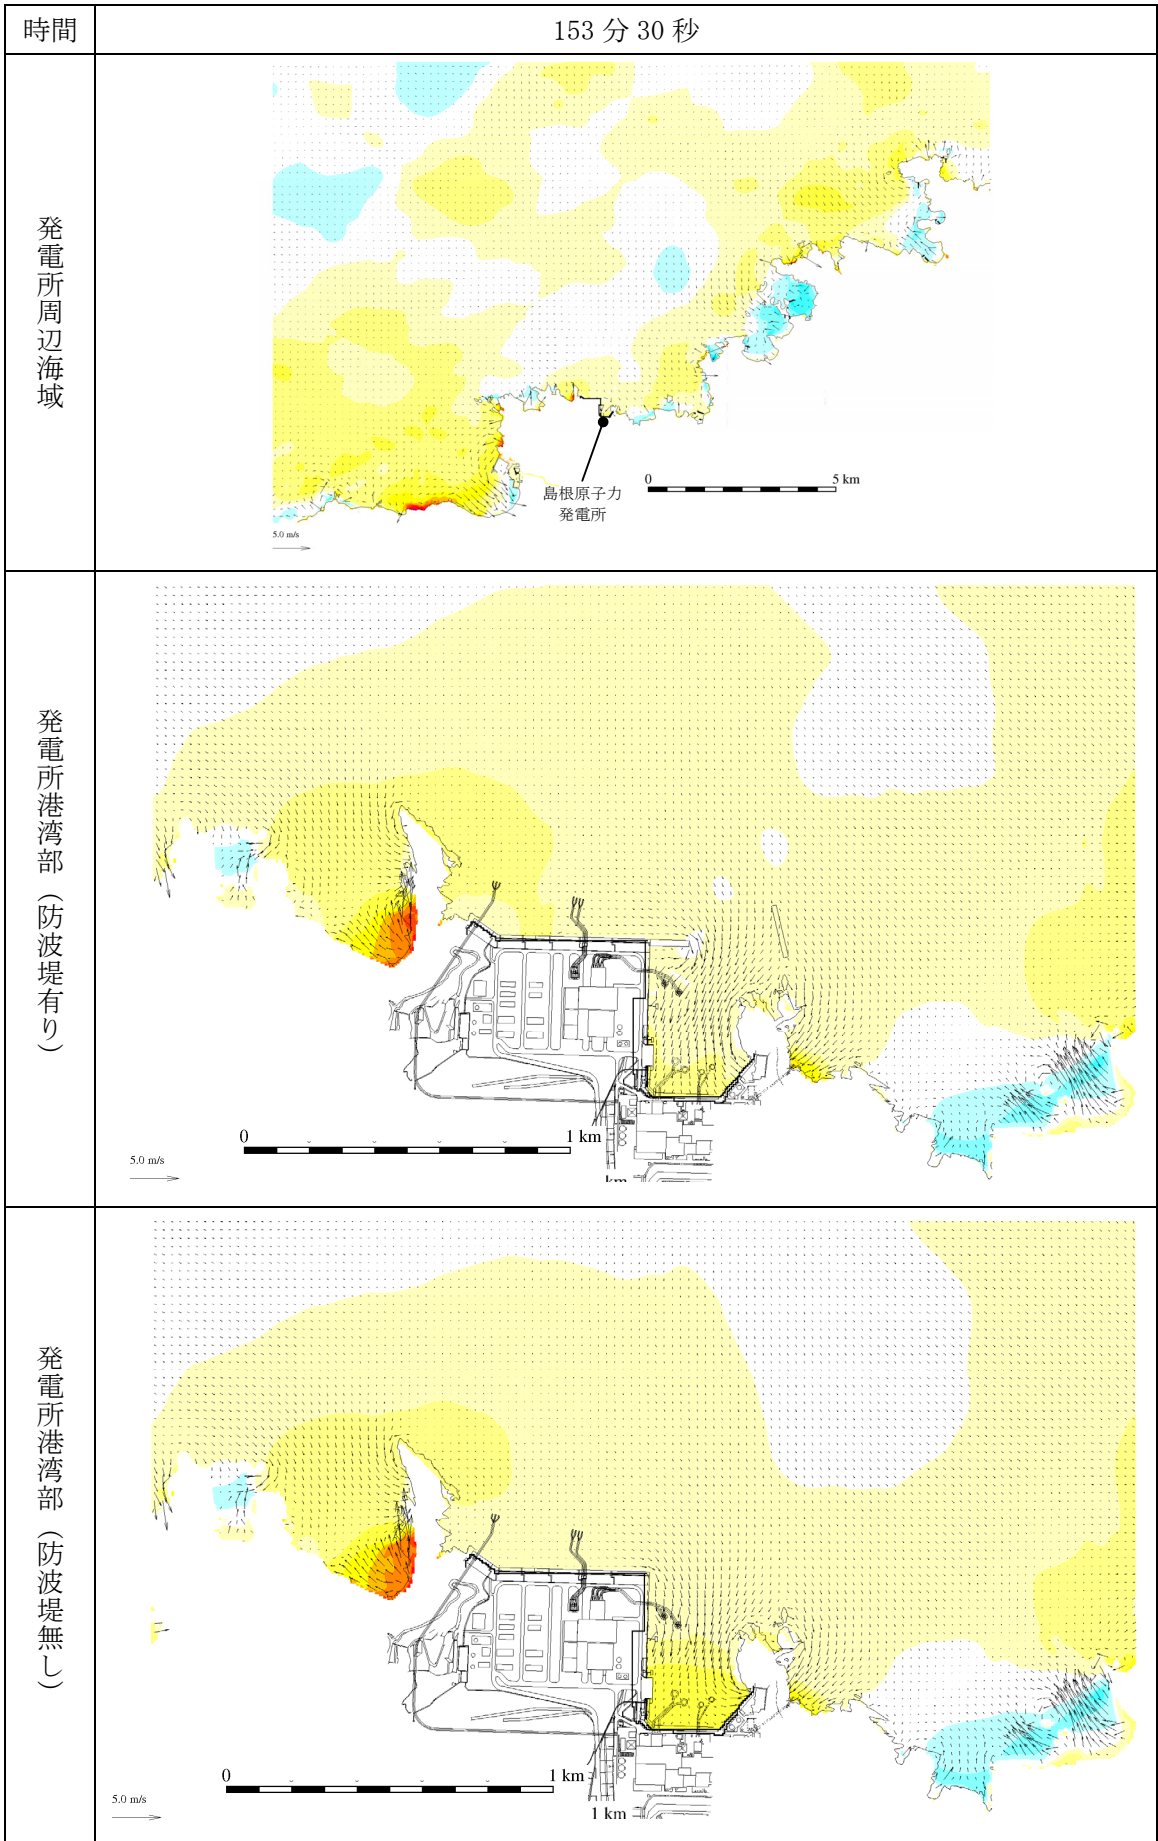 時間
153 分 30 秒
発電所周辺海域
島根原子力
発電所
0
5 km
5.0 m/s
発電所港湾部（防波堤有り）
0
1 km
5.0 m/s
km
発電所港湾部（防波堤無し）
0
1 km
5.0 m/s
1 km